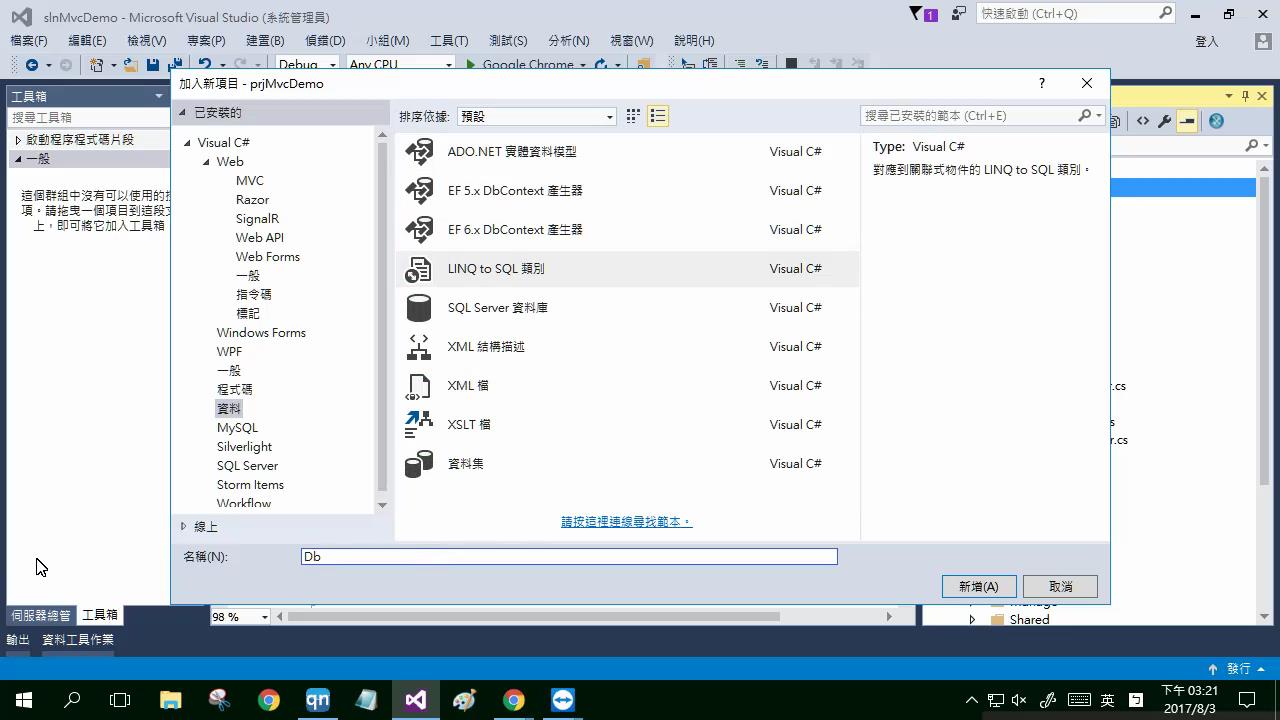 slnMvcDemo - Microsoft Visual Studio (系統管理員)
1
快速啟動 (Ctrl+Q)
檔案(F) 編輯(E) 檢視(V) 專案(P) 建置(B) 偵錯(D) 小組(M) 工具(T) 測試(S) 分析(N) 視窗(W) 說明(H)
登入
Debug Any CPU Google Chrome
加入新項目 - prjMvcDemo
?
工具箱
搜尋工具箱
啟動程序程式碼片段
一般
這個群組中沒有可以使用的
項。請拖曳一個項目到這段
上，即可將它加入工具箱
已安裝的
Visual C#
Web
MVC
Razor
SignalR
Web API
Web Forms
一般
指令碼
標記
Windows Forms
WPF
一般
程式碼
資料
MySQL
Silverlight
SQL Server
Storm Items
Workflow
線上
排序依據: 預設
搜尋已安裝的範本 (Ctrl+E)
ADO.NET 實體資料模型 Visual C#
EF 5.x DbContext 產生器 Visual C#
EF 6.x DbContext 產生器 Visual C#
LINQ to SQL 類別 Visual C#
SQL Server 資料庫 Visual C#
XML 結構描述 Visual C#
XML 檔 Visual C#
XSLT 檔 Visual C#
資料集 Visual C#
請按這裡連線尋找範本。
Type: Visual C#
對應到關聯式物件的 LINQ to SQL 類別。
r.cs
s
r.cs
名稱(N): Db
新增(A) 取消
伺服器總管 工具箱
98 %
Shared
輸出 資料工具作業
發行
qn
英
下午 03:21
2017/8/3